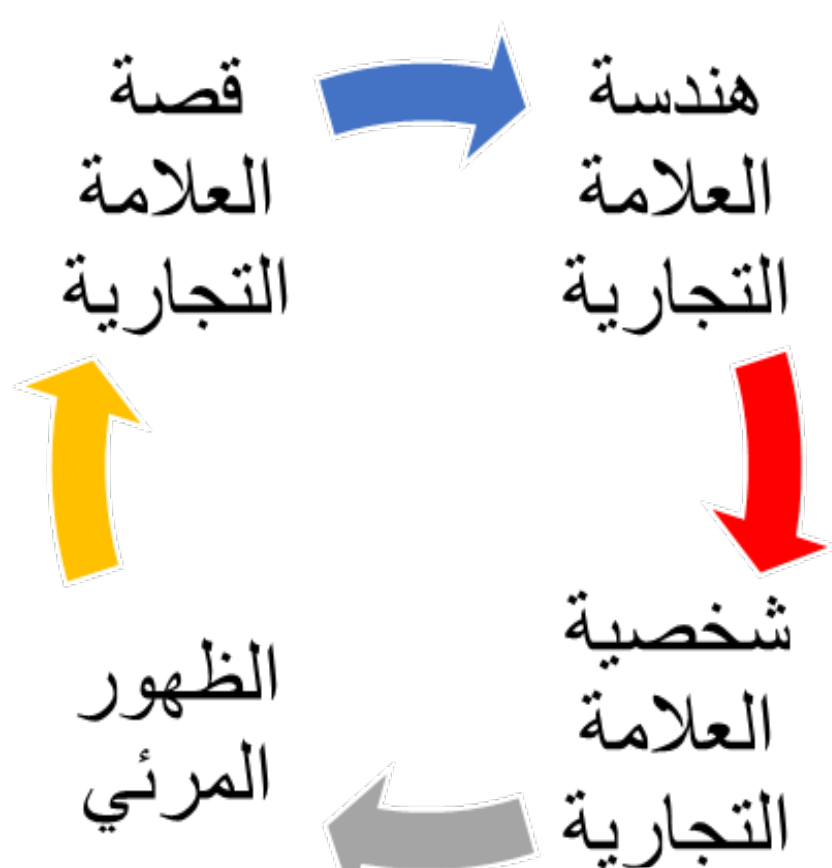 هندسة
العلامة
التجارية
شخصية
العلامة
التجارية
الظهور
المرئي
قصة
العلامة
التجارية